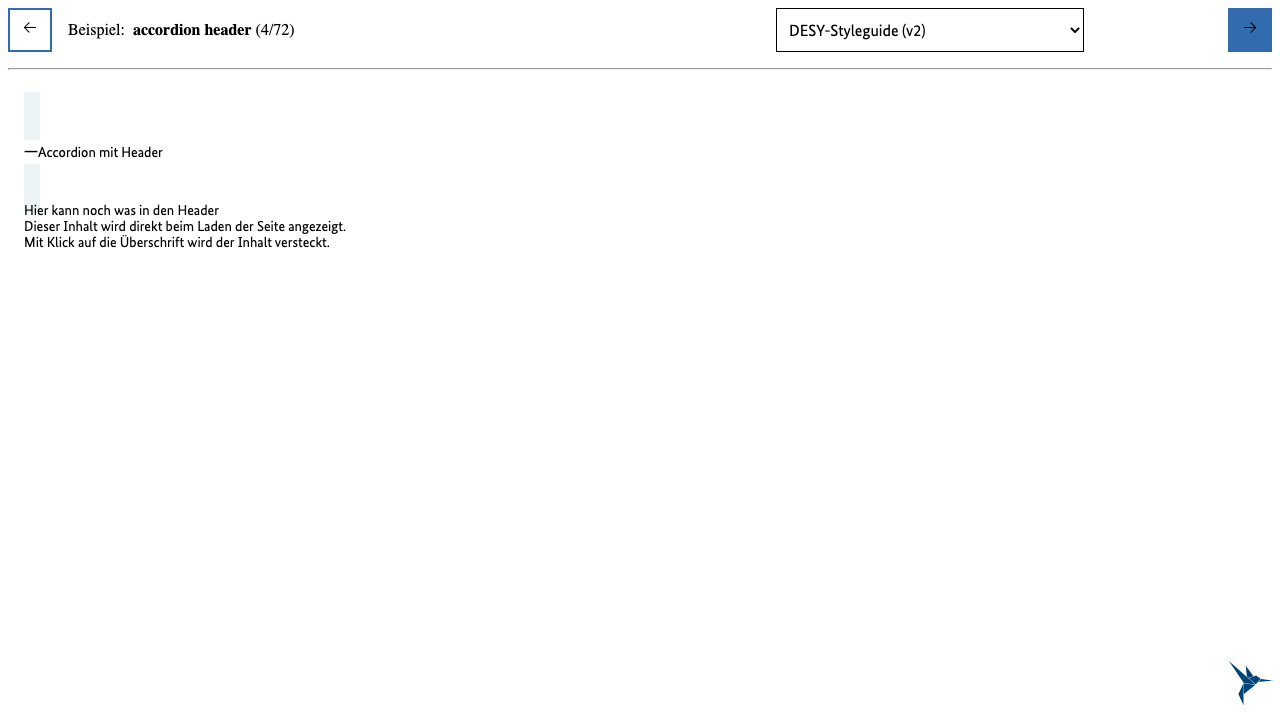 ← Beispiel: accordion header (4/72) DESY-Styleguide (v2) →
—Accordion mit Header
Hier kann noch was in den Header
Dieser Inhalt wird direkt beim Laden der Seite angezeigt.
Mit Klick auf die Überschrift wird der Inhalt versteckt.